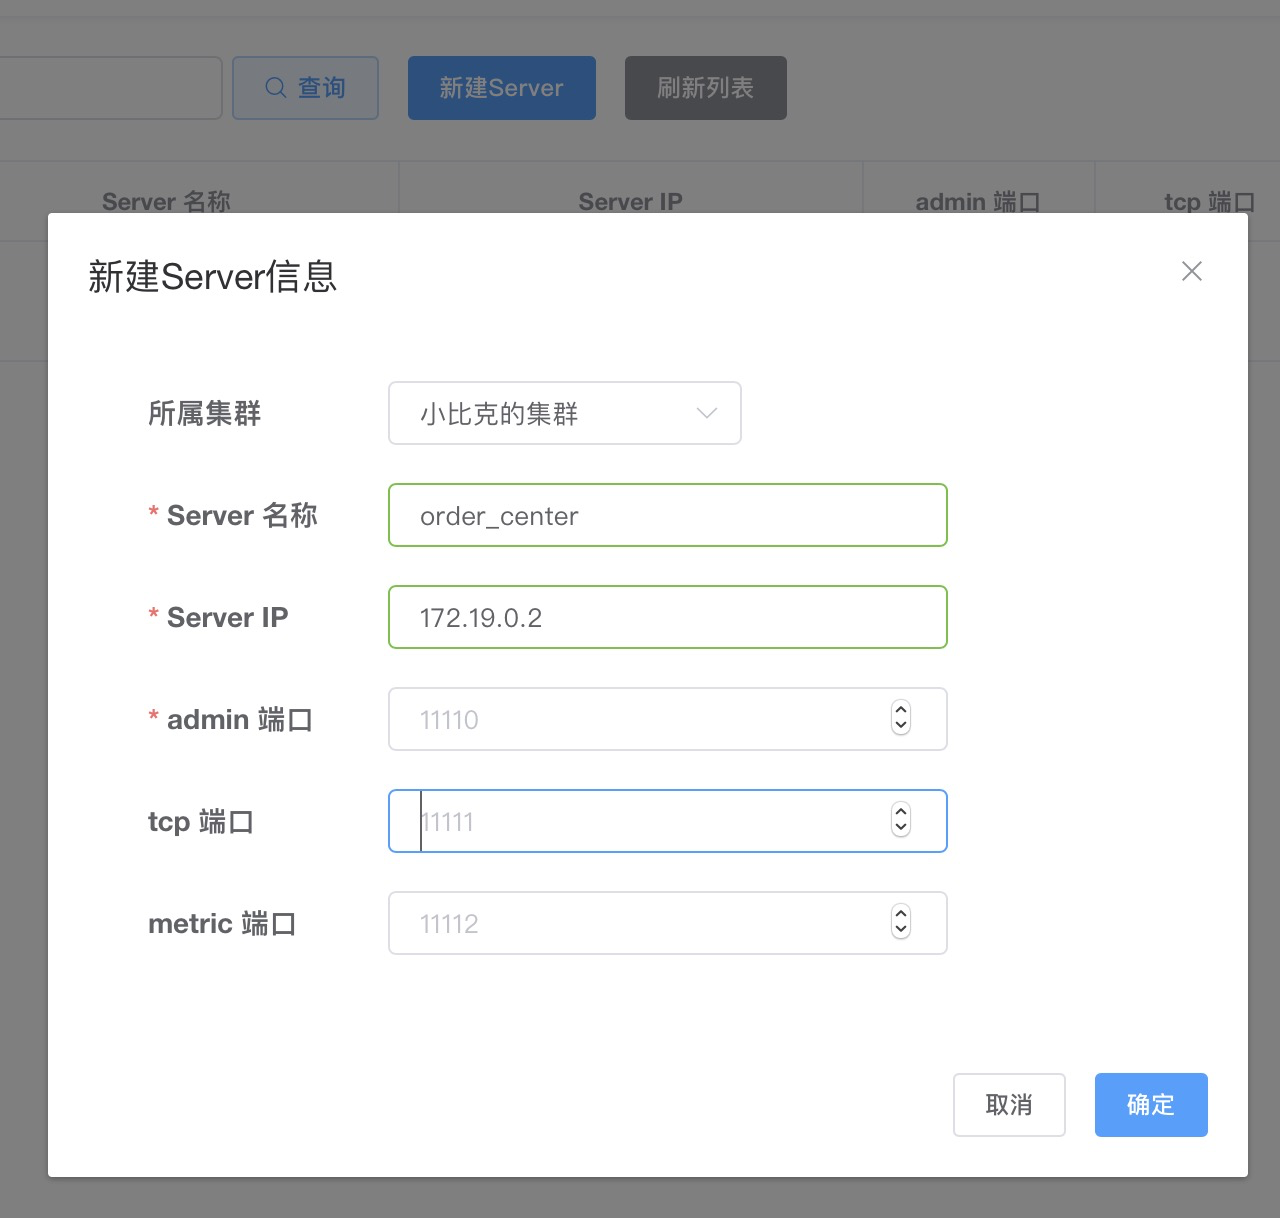 查询
新建Server
刷新列表
Server 名称
Server IP
admin 端口
tcp 端口
新建Server信息
所属集群
小比克的集群
* Server 名称
order_center
* Server IP
172.19.0.2
* admin 端口
11110
tcp 端口
11111
metric 端口
11112
取消
确定